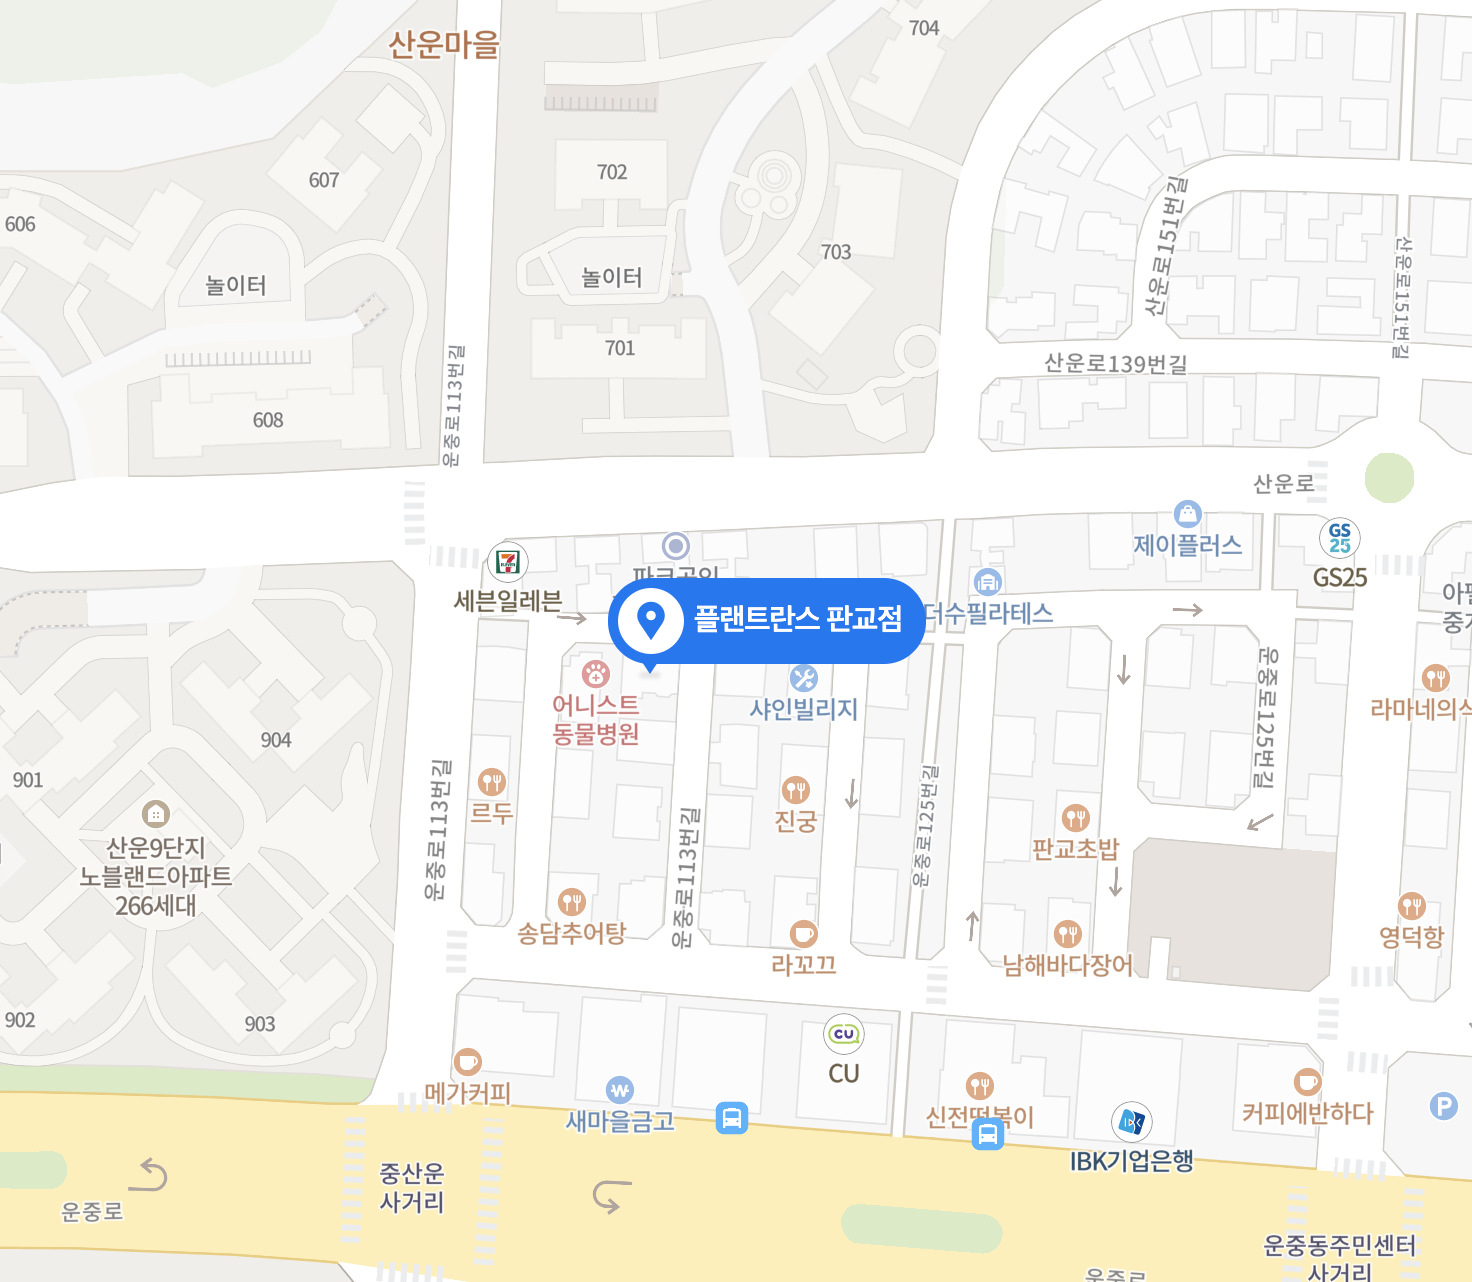 산운마을
704
702
607
606
703
놀이터
놀이터
701
608
산운로151번길
산운로151번길
산운로139번길
운중로113번길
산운로
제이플러스
GS
25
GS25
7
ELEVEN
세븐일레븐
플랜트란스 판교점
더수필라테스
어니스트
동물병원
샤인빌리지
운중로125번길
904
901
르두
진궁
판교초밥
산운9단지
노블랜드아파트
266세대
운중로113번길
운중로113번길
운중로125번길
송담추어탕
라꼬끄
남해바다장어
영덕항
902
903
CU
CU
메가커피
새마을금고
신전떡볶이
IBK기업은행
커피에반하다
P
중산운
사거리
운중로
운중동주민센터
사거리